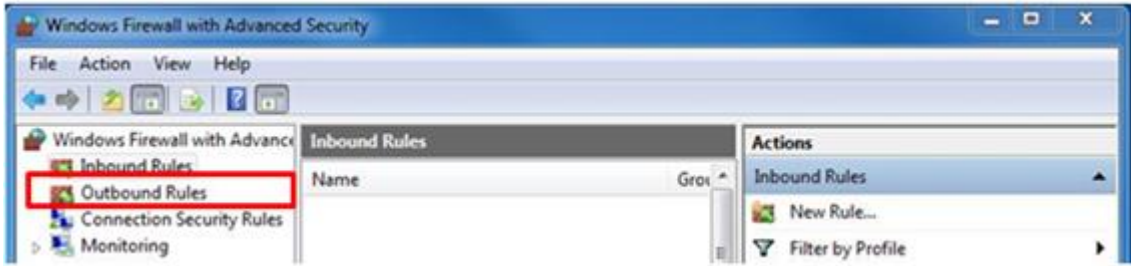 Windows Firewall with Advanced Security
File Action View Help
Windows Firewall with Advance
Inbound Rules
Outbound Rules
Connection Security Rules
Monitoring
Inbound Rules
Name Grou
Actions
Inbound Rules
New Rule...
Filter by Profile